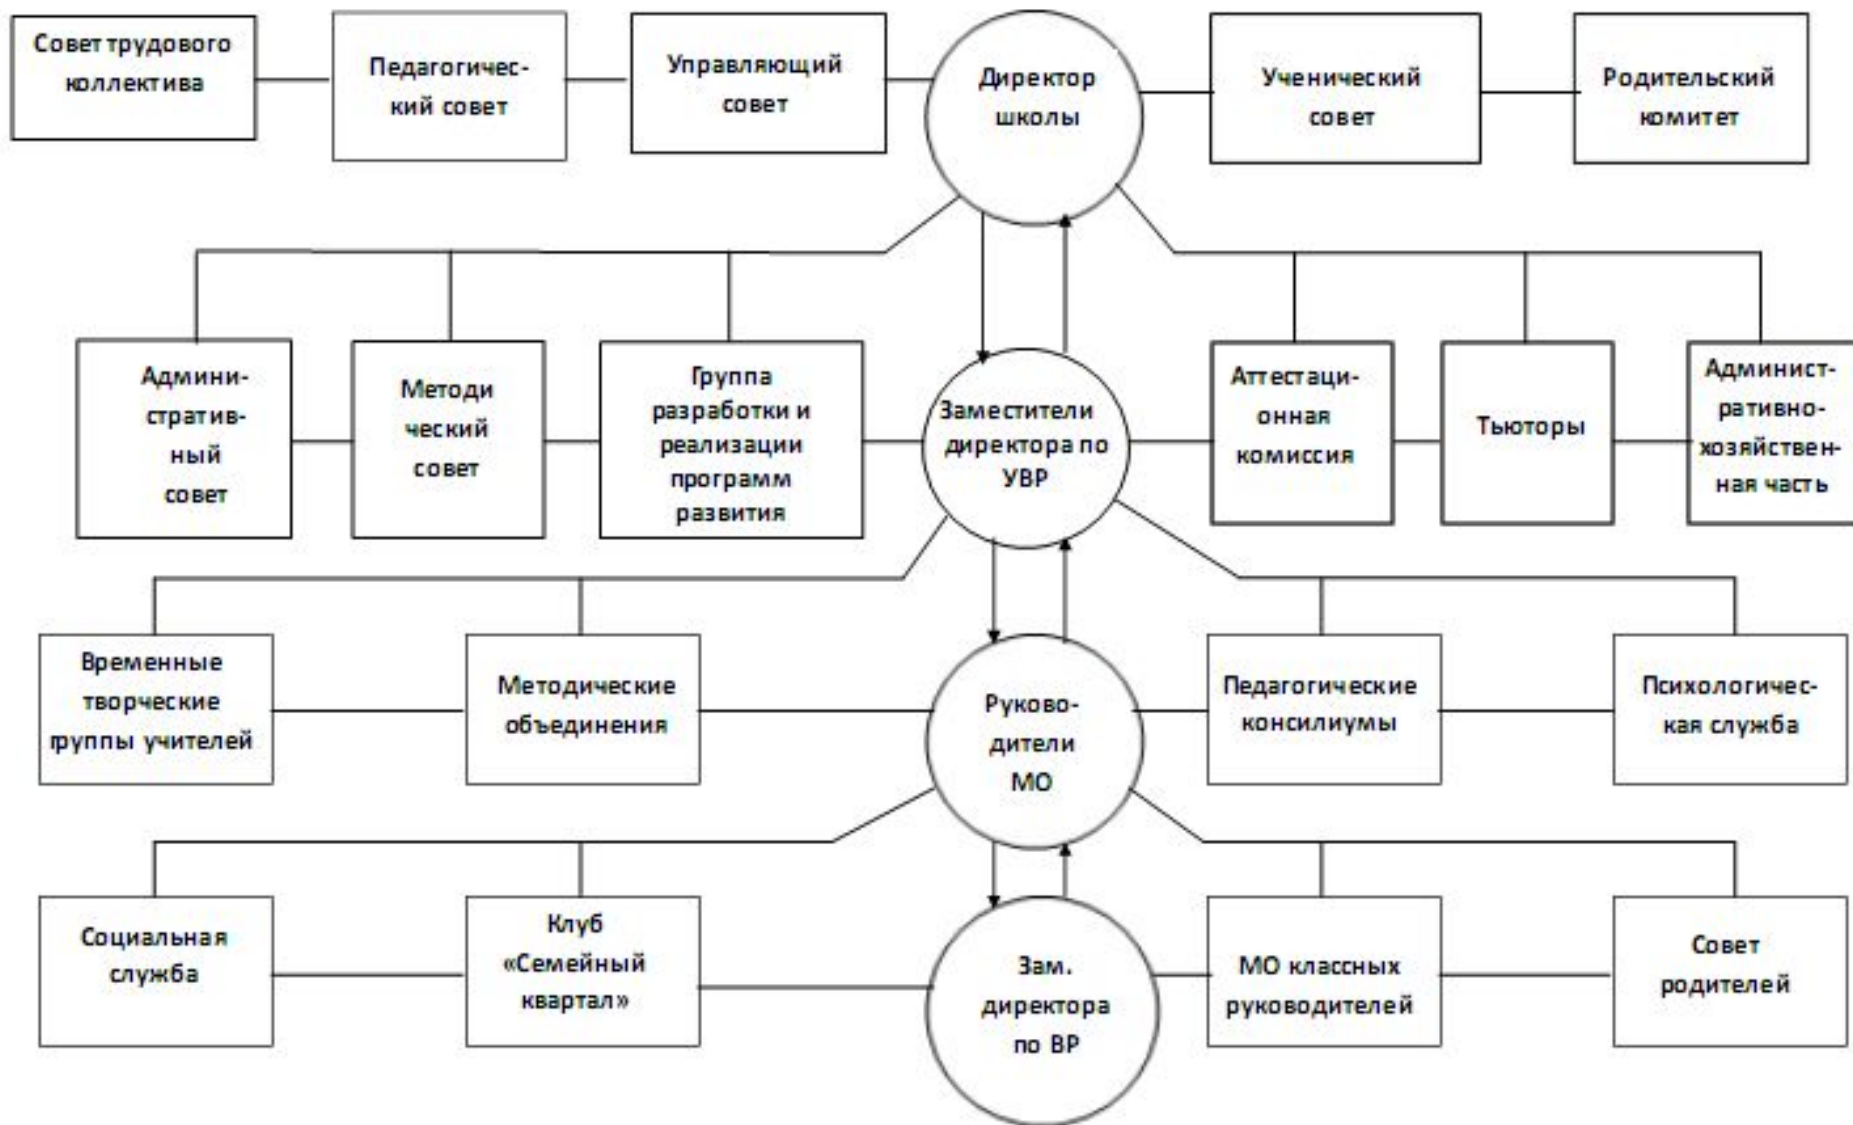 Совет трудового
коллектива
Педагогичес-
кий совет
Управляющий
совет
Директор
школы
Ученический
совет
Родительский
комитет
Админи-
стратив-
ный
совет
Методи
ческий
совет
Группа
разработки и
реализации
программ
развития
Заместители
директора по
УВР
Аттестаци-
онная
комиссия
Тьюторы
Админист-
ративно-
хозяйствен-
ная часть
Временные
творческие
группы учителей
Методические
объединения
Руково-
дители
МО
Педагогические
консилиумы
Психологичес-
кая служба
Социальная
служба
Клуб
«Семейный
квартал»
Зам.
директора
по ВР
МО классных
руководителей
Совет
родителей